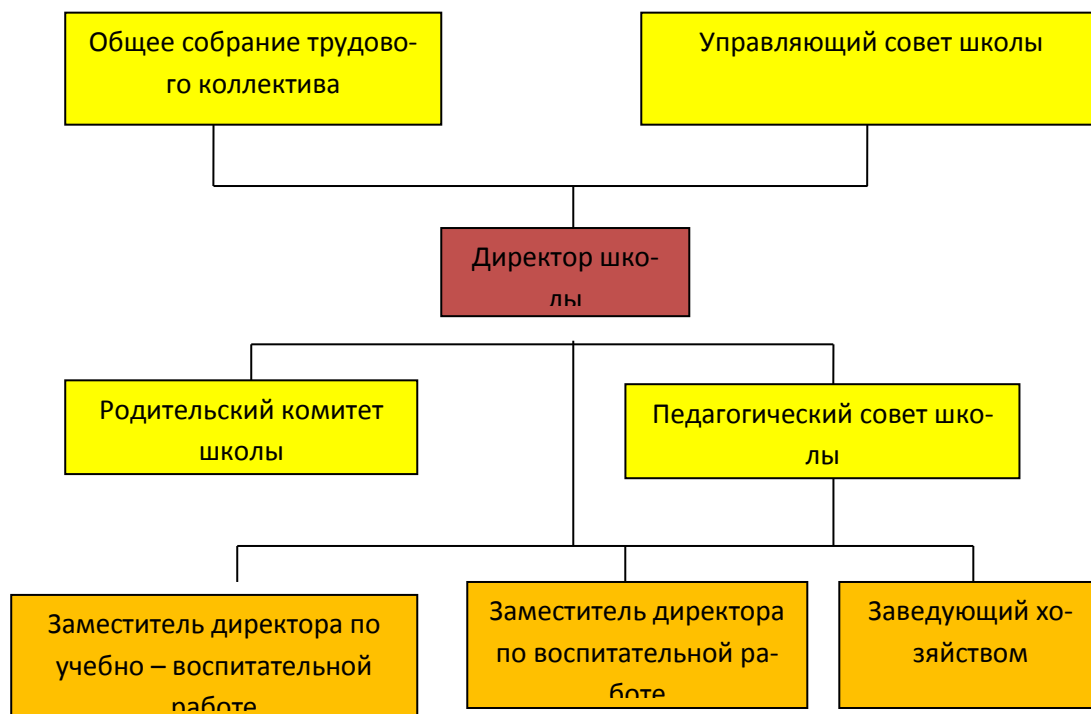 Общее собрание трудово-
го коллектива
Управляющий совет школы
Директор шко-
лы
Родительский комитет
школы
Педагогический совет шко-
лы
Заместитель директора по
учебно – воспитательной
работе
Заместитель директора
по воспитательной ра-
боте
Заведующий хо-
зяйством